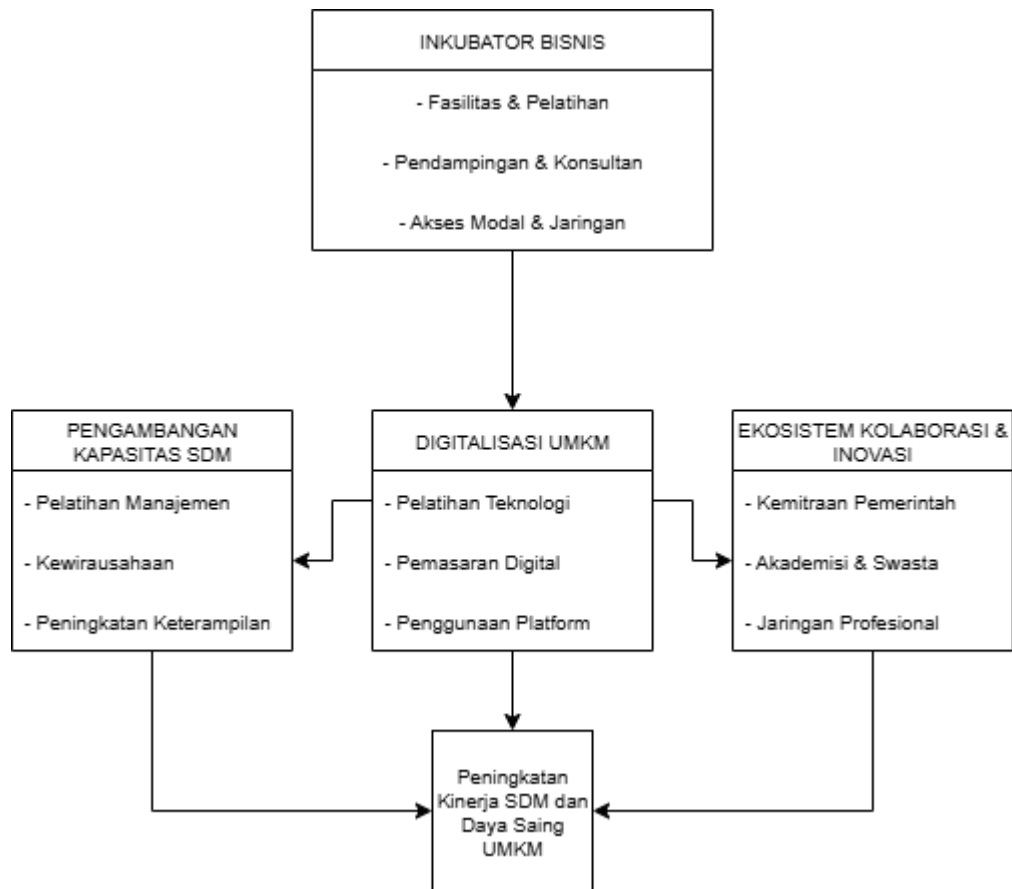 INKUBATOR BISNIS
- Fasilitas & Pelatihan
- Pendampingan & Konsultan
- Akses Modal & Jaringan
PENGAMBANGAN
KAPASITAS SDM
- Pelatihan Manajemen
- Kewirausahaan
- Peningkatan Keterampilan
DIGITALISASI UMKM
- Pelatihan Teknologi
- Pemasaran Digital
- Penggunaan Platform
EKOSISTEM KOLABORASI &
INOVASI
- Kemitraan Pemerintah
- Akademisi & Swasta
- Jaringan Profesional
Peningkatan
Kinerja SDM dan
Daya Saing
UMKM